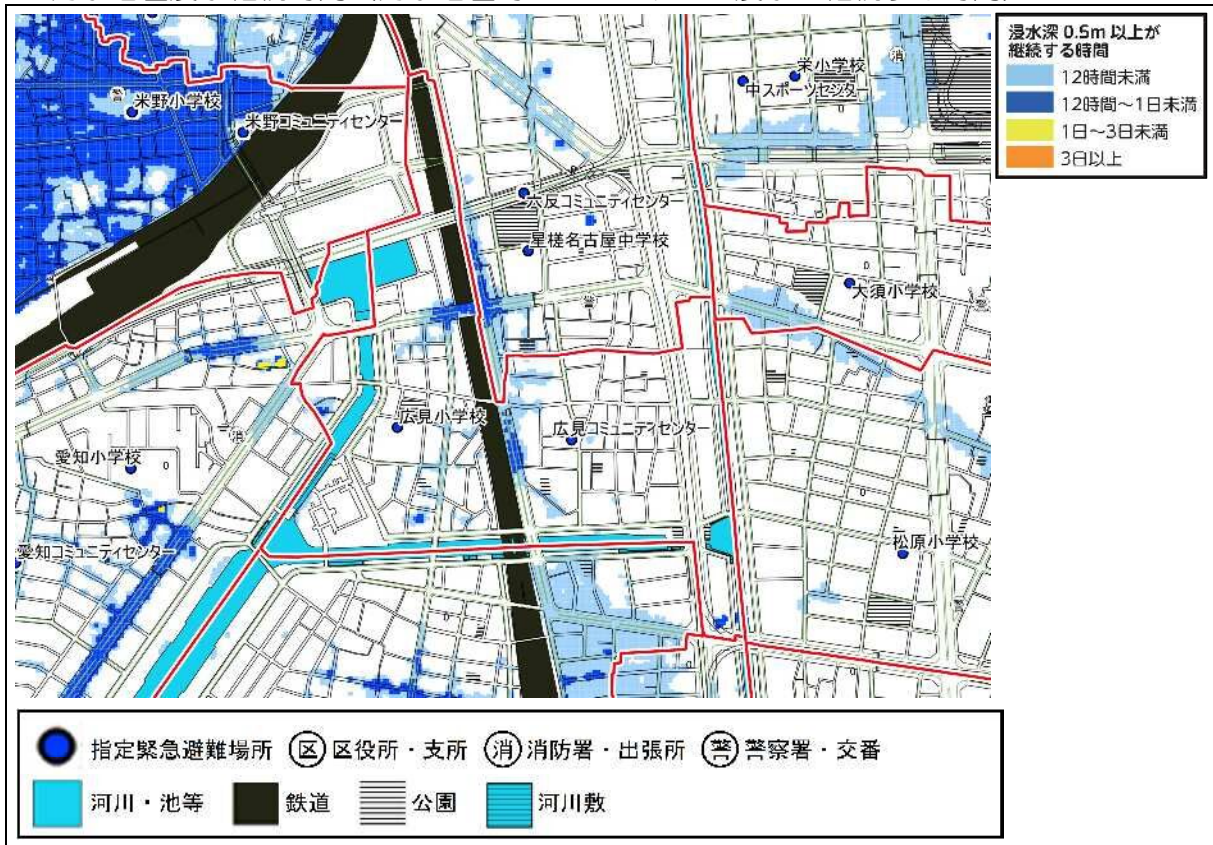 浸水深 0.5m 以上が
継続する時間
12時間未満
12時間～1日未満
1日～3日未満
3日以上
栄小学校
消
中スポーツセンター
警
米野小学校
米野コミュニティセンター
六反コミュニティセンター
星槎名古屋中学校
大須小学校
警
警
広見小学校
広見コミュニティセンター
消
愛知小学校
愛知コミュニティセンター
松原小学校
指定緊急避難場所 区 区役所・支所 消 消防署・出張所 警 警察署・交番
河川・池等 鉄道 公園 河川敷